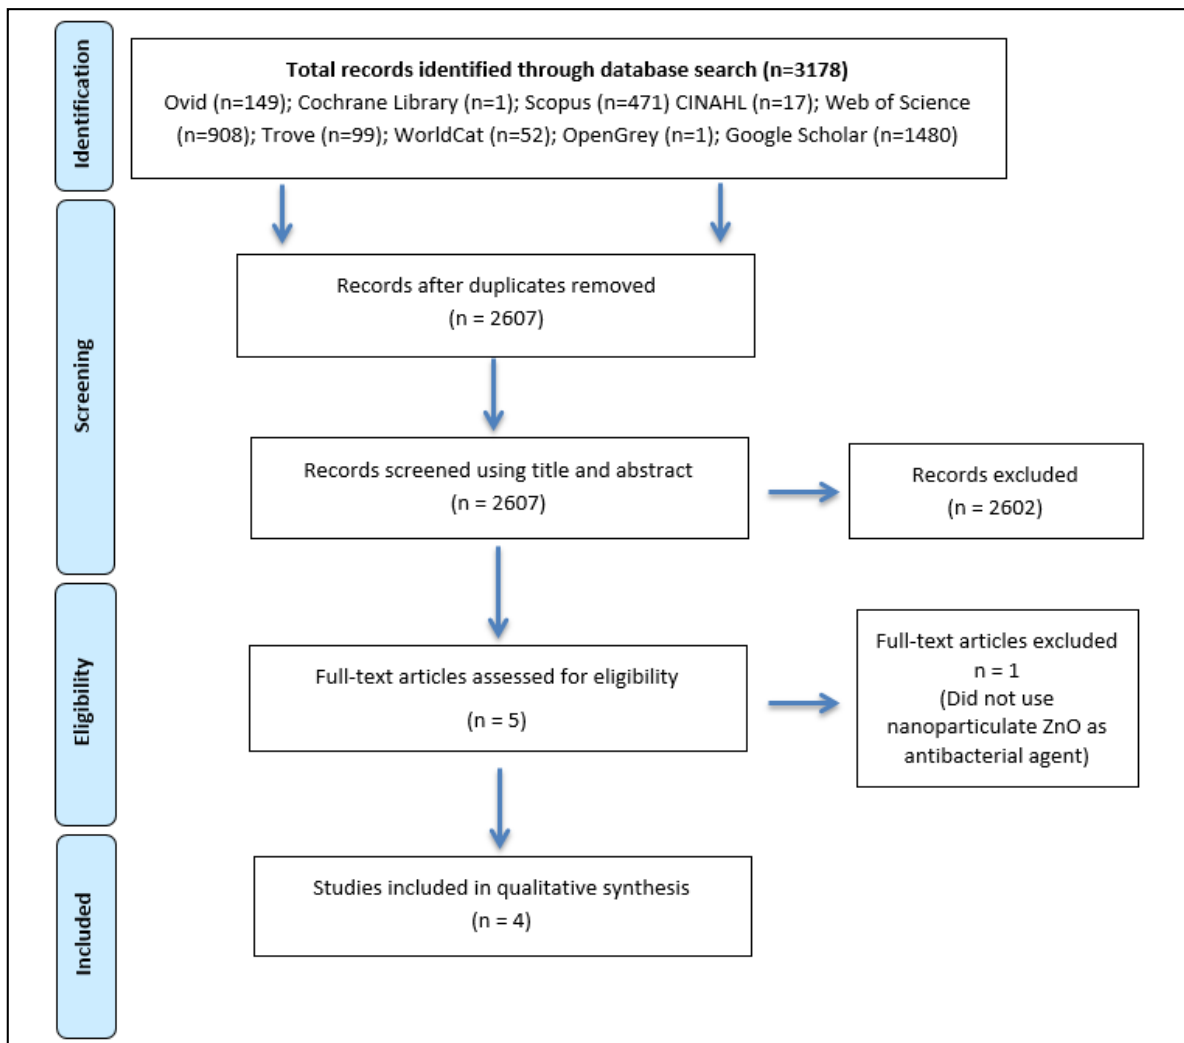 Identification
Total records identified through database search (n=3178)
Ovid (n=149); Cochrane Library (n=1); Scopus (n=471) CINAHL (n=17); Web of Science
(n=908); Trove (n=99); WorldCat (n=52); OpenGrey (n=1); Google Scholar (n=1480)
Screening
Records after duplicates removed
(n = 2607)
Records screened using title and abstract
(n = 2607)
Records excluded
(n = 2602)
Eligibility
Full-text articles assessed for eligibility
(n = 5)
Full-text articles excluded
n = 1
(Did not use
nanoparticulate ZnO as
antibacterial agent)
Included
Studies included in qualitative synthesis
(n = 4)